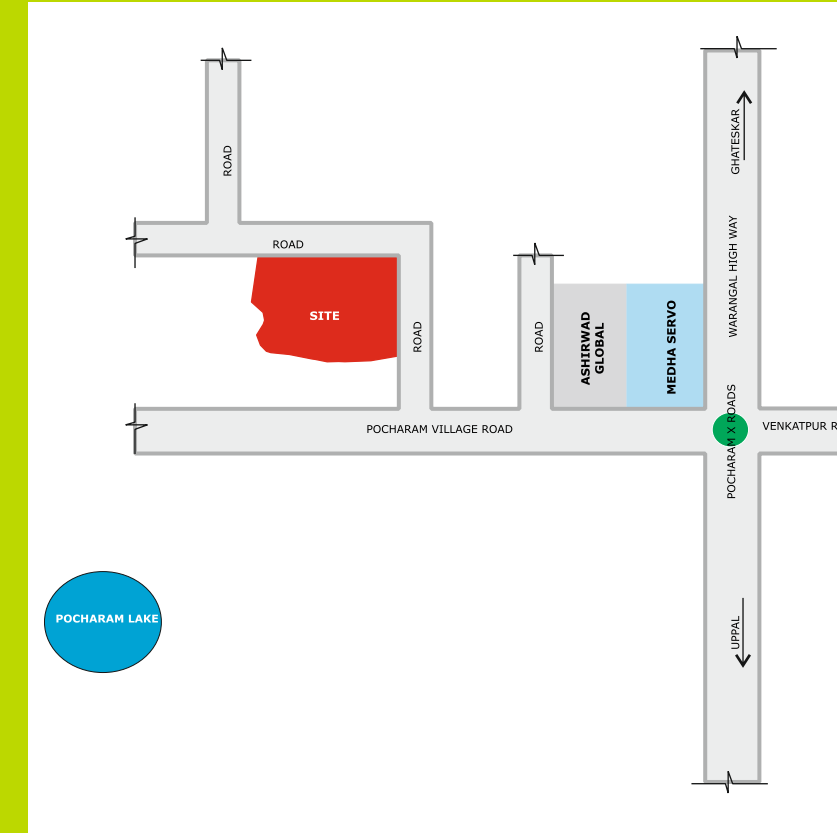 GHATESKAR
ROAD
WARANGAL HIGH WAY
ROAD
SITE
ROAD
ROAD
ASHIRWAD
GLOBAL
MEDHA SERVO
POCHARAM X ROADS
POCHARAM VILLAGE ROAD
VENKATPUR R
POCHARAM LAKE
UPPAL